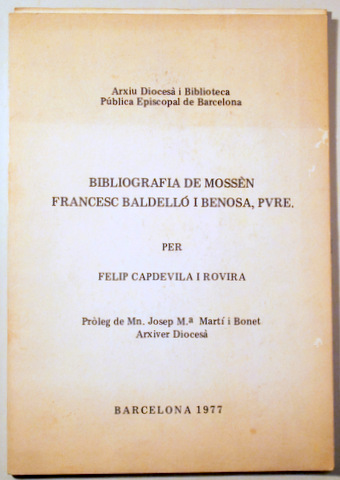 Arxiu Diocesà i Biblioteca
Pública Episcopal de Barcelona
BIBLIOGRAFIA DE MOSSÈN
FRANCESC BALDELLÓ I BENOSA, PVRE.
PER
FELIP CAPDEVILA I ROVIRA
Pròleg de Mn. Josep M.ª Martí i Bonet
Arxiver Diocesà
BARCELONA 1977